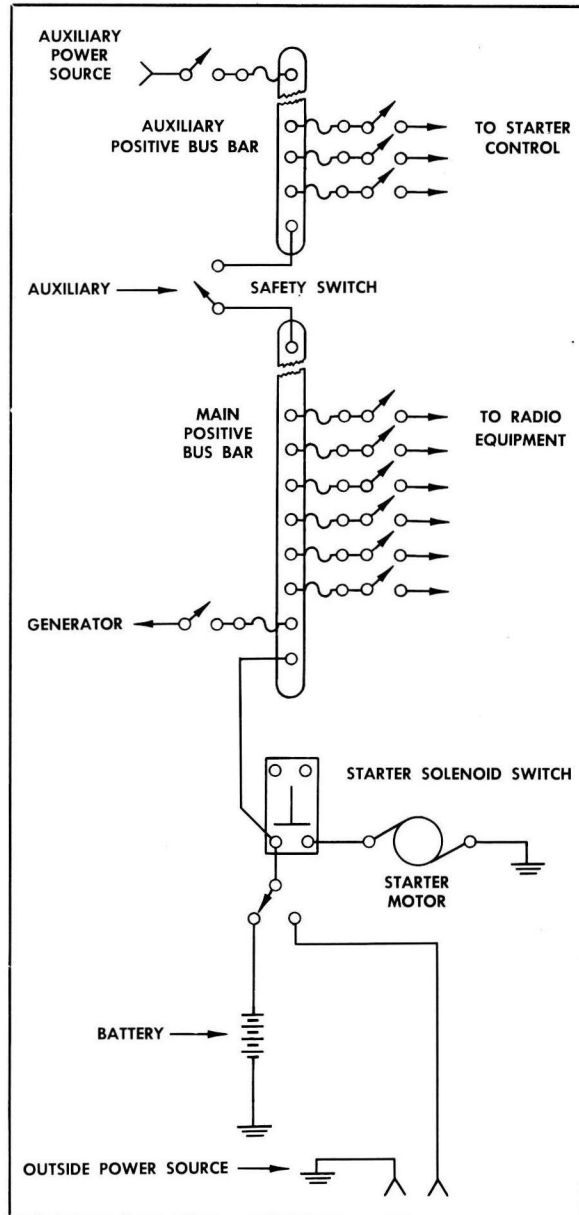 AUXILIARY
POWER
SOURCE
AUXILIARY
POSITIVE BUS BAR
TO STARTER
CONTROL
AUXILIARY
SAFETY SWITCH
MAIN
POSITIVE
BUS BAR
TO RADIO
EQUIPMENT
GENERATOR
STARTER SOLENOID SWITCH
STARTER
MOTOR
BATTERY
OUTSIDE POWER SOURCE